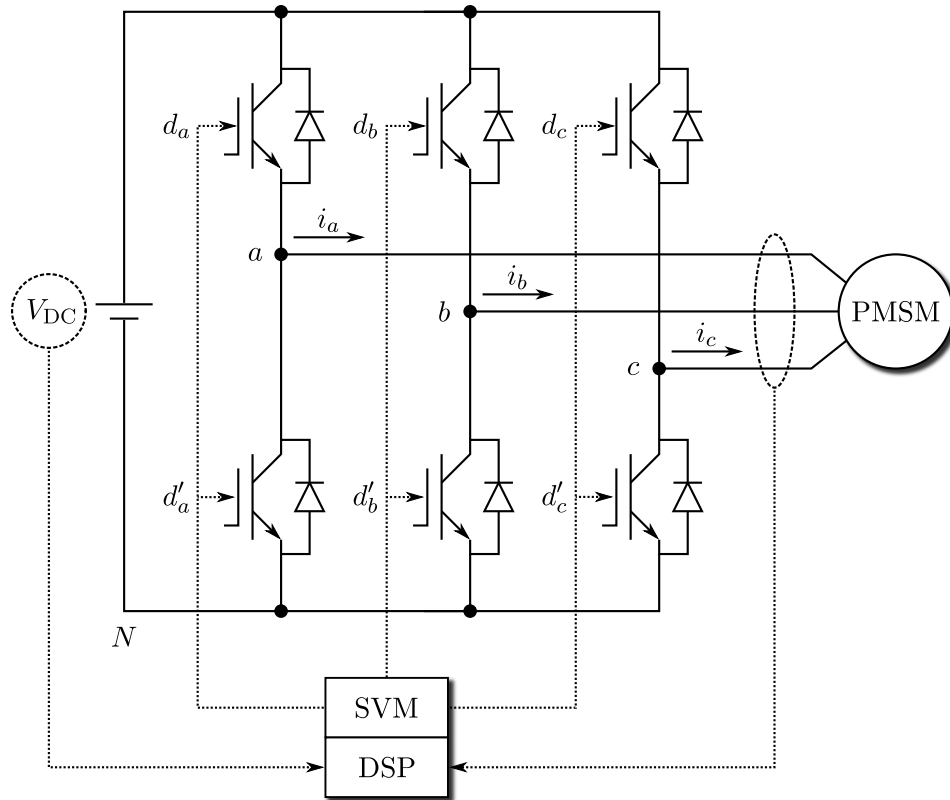 d_a
d_b
d_c
i_a
a
V_DC
i_b
b
PMSM
i_c
c
d'_a
d'_b
d'_c
N
SVM
DSP